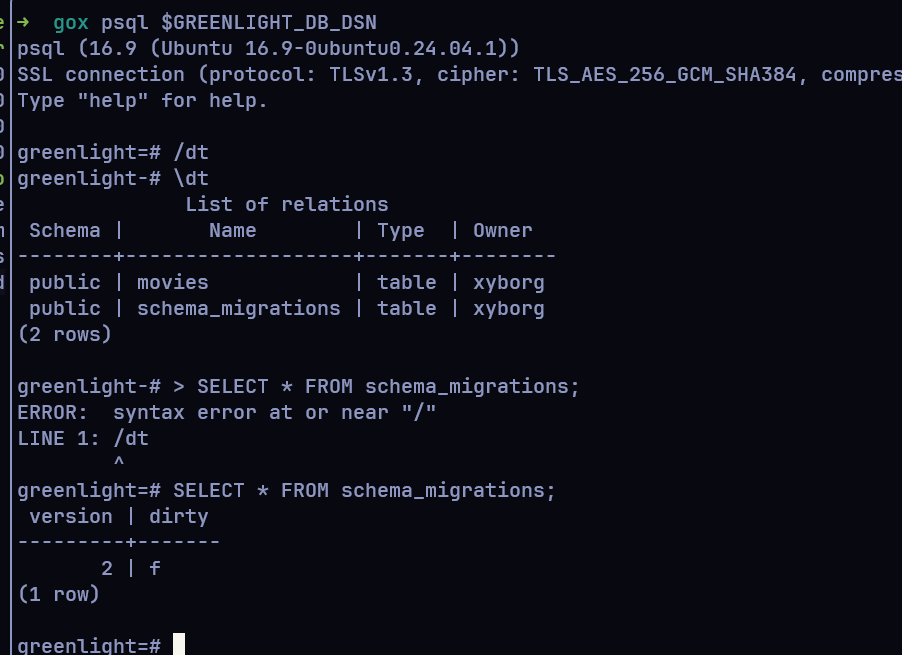 →  gox psql $GREENLIGHT_DB_DSN
psql (16.9 (Ubuntu 16.9-0ubuntu0.24.04.1))
SSL connection (protocol: TLSv1.3, cipher: TLS_AES_256_GCM_SHA384, compres
Type "help" for help.

greenlight=# /dt
greenlight-# \dt
              List of relations
 Schema |       Name        | Type  | Owner
--------+-------------------+-------+--------
 public | movies            | table | xyborg
 public | schema_migrations | table | xyborg
(2 rows)

greenlight-# > SELECT * FROM schema_migrations;
ERROR:  syntax error at or near "/"
LINE 1: /dt
        ^
greenlight=# SELECT * FROM schema_migrations;
 version | dirty
---------+-------
       2 | f
(1 row)

greenlight=#